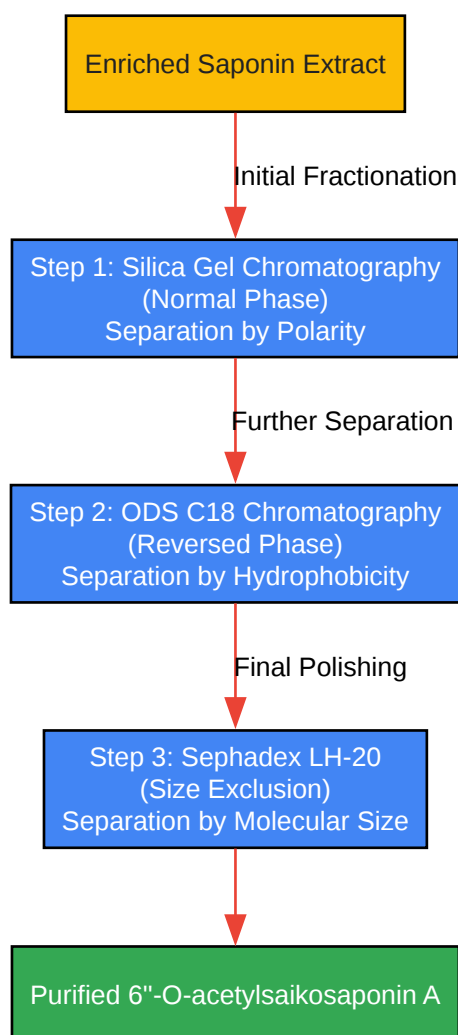 Enriched Saponin Extract
Initial Fractionation
Step 1: Silica Gel Chromatography
(Normal Phase)
Separation by Polarity
Further Separation
Step 2: ODS C18 Chromatography
(Reversed Phase)
Separation by Hydrophobicity
Final Polishing
Step 3: Sephadex LH-20
(Size Exclusion)
Separation by Molecular Size
Purified 6''-O-acetylsaikosaponin A